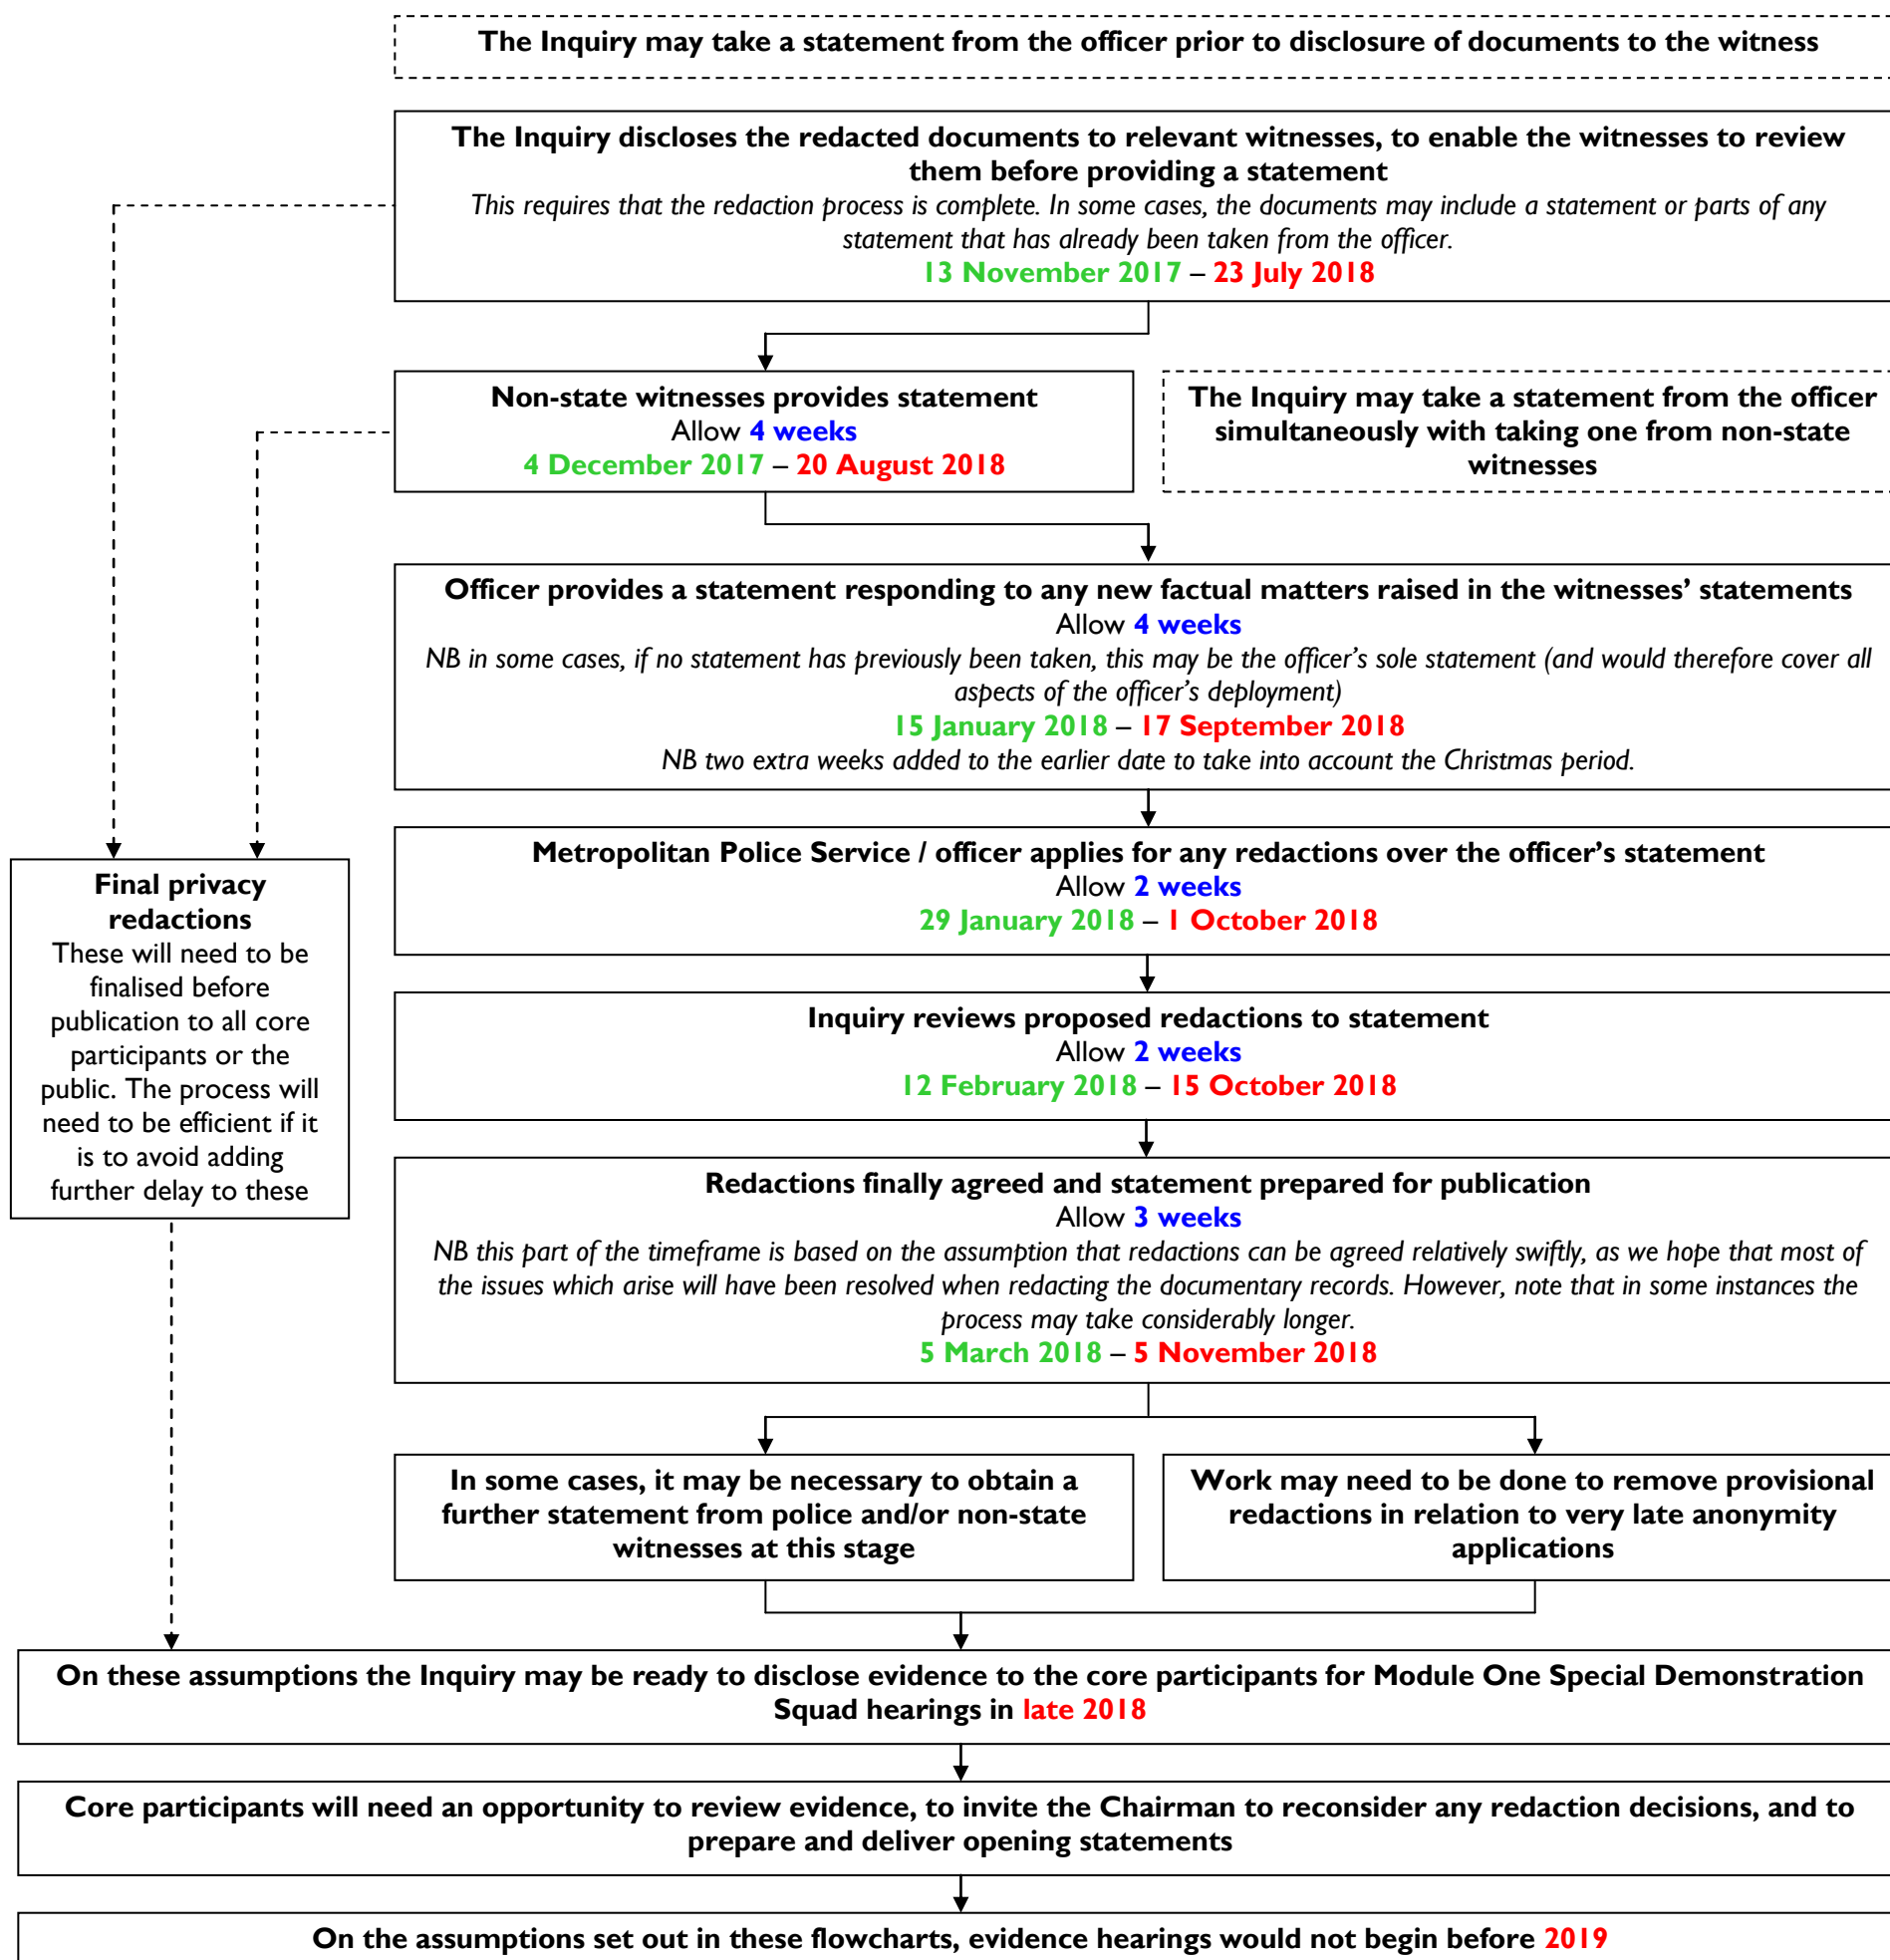 The Inquiry may take a statement from the officer prior to disclosure of documents to the witness
The Inquiry discloses the redacted documents to relevant witnesses, to enable the witnesses to review
them before providing a statement
This requires that the redaction process is complete. In some cases, the documents may include a statement or parts of any
statement that has already been taken from the officer.
13 November 2017 – 23 July 2018
Non-state witnesses provides statement
Allow 4 weeks
4 December 2017 – 20 August 2018
The Inquiry may take a statement from the officer
simultaneously with taking one from non-state
witnesses
Officer provides a statement responding to any new factual matters raised in the witnesses’ statements
Allow 4 weeks
NB in some cases, if no statement has previously been taken, this may be the officer’s sole statement (and would therefore cover all
aspects of the officer’s deployment)
15 January 2018 – 17 September 2018
NB two extra weeks added to the earlier date to take into account the Christmas period.
Metropolitan Police Service / officer applies for any redactions over the officer’s statement
Allow 2 weeks
29 January 2018 – 1 October 2018
Final privacy
redactions
These will need to be
finalised before
publication to all core
participants or the
public. The process will
need to be efficient if it
is to avoid adding
further delay to these
Inquiry reviews proposed redactions to statement
Allow 2 weeks
12 February 2018 – 15 October 2018
Redactions finally agreed and statement prepared for publication
Allow 3 weeks
NB this part of the timeframe is based on the assumption that redactions can be agreed relatively swiftly, as we hope that most of
the issues which arise will have been resolved when redacting the documentary records. However, note that in some instances the
process may take considerably longer.
5 March 2018 – 5 November 2018
In some cases, it may be necessary to obtain a
further statement from police and/or non-state
witnesses at this stage
Work may need to be done to remove provisional
redactions in relation to very late anonymity
applications
On these assumptions the Inquiry may be ready to disclose evidence to the core participants for Module One Special Demonstration
Squad hearings in late 2018
Core participants will need an opportunity to review evidence, to invite the Chairman to reconsider any redaction decisions, and to
prepare and deliver opening statements
On the assumptions set out in these flowcharts, evidence hearings would not begin before 2019